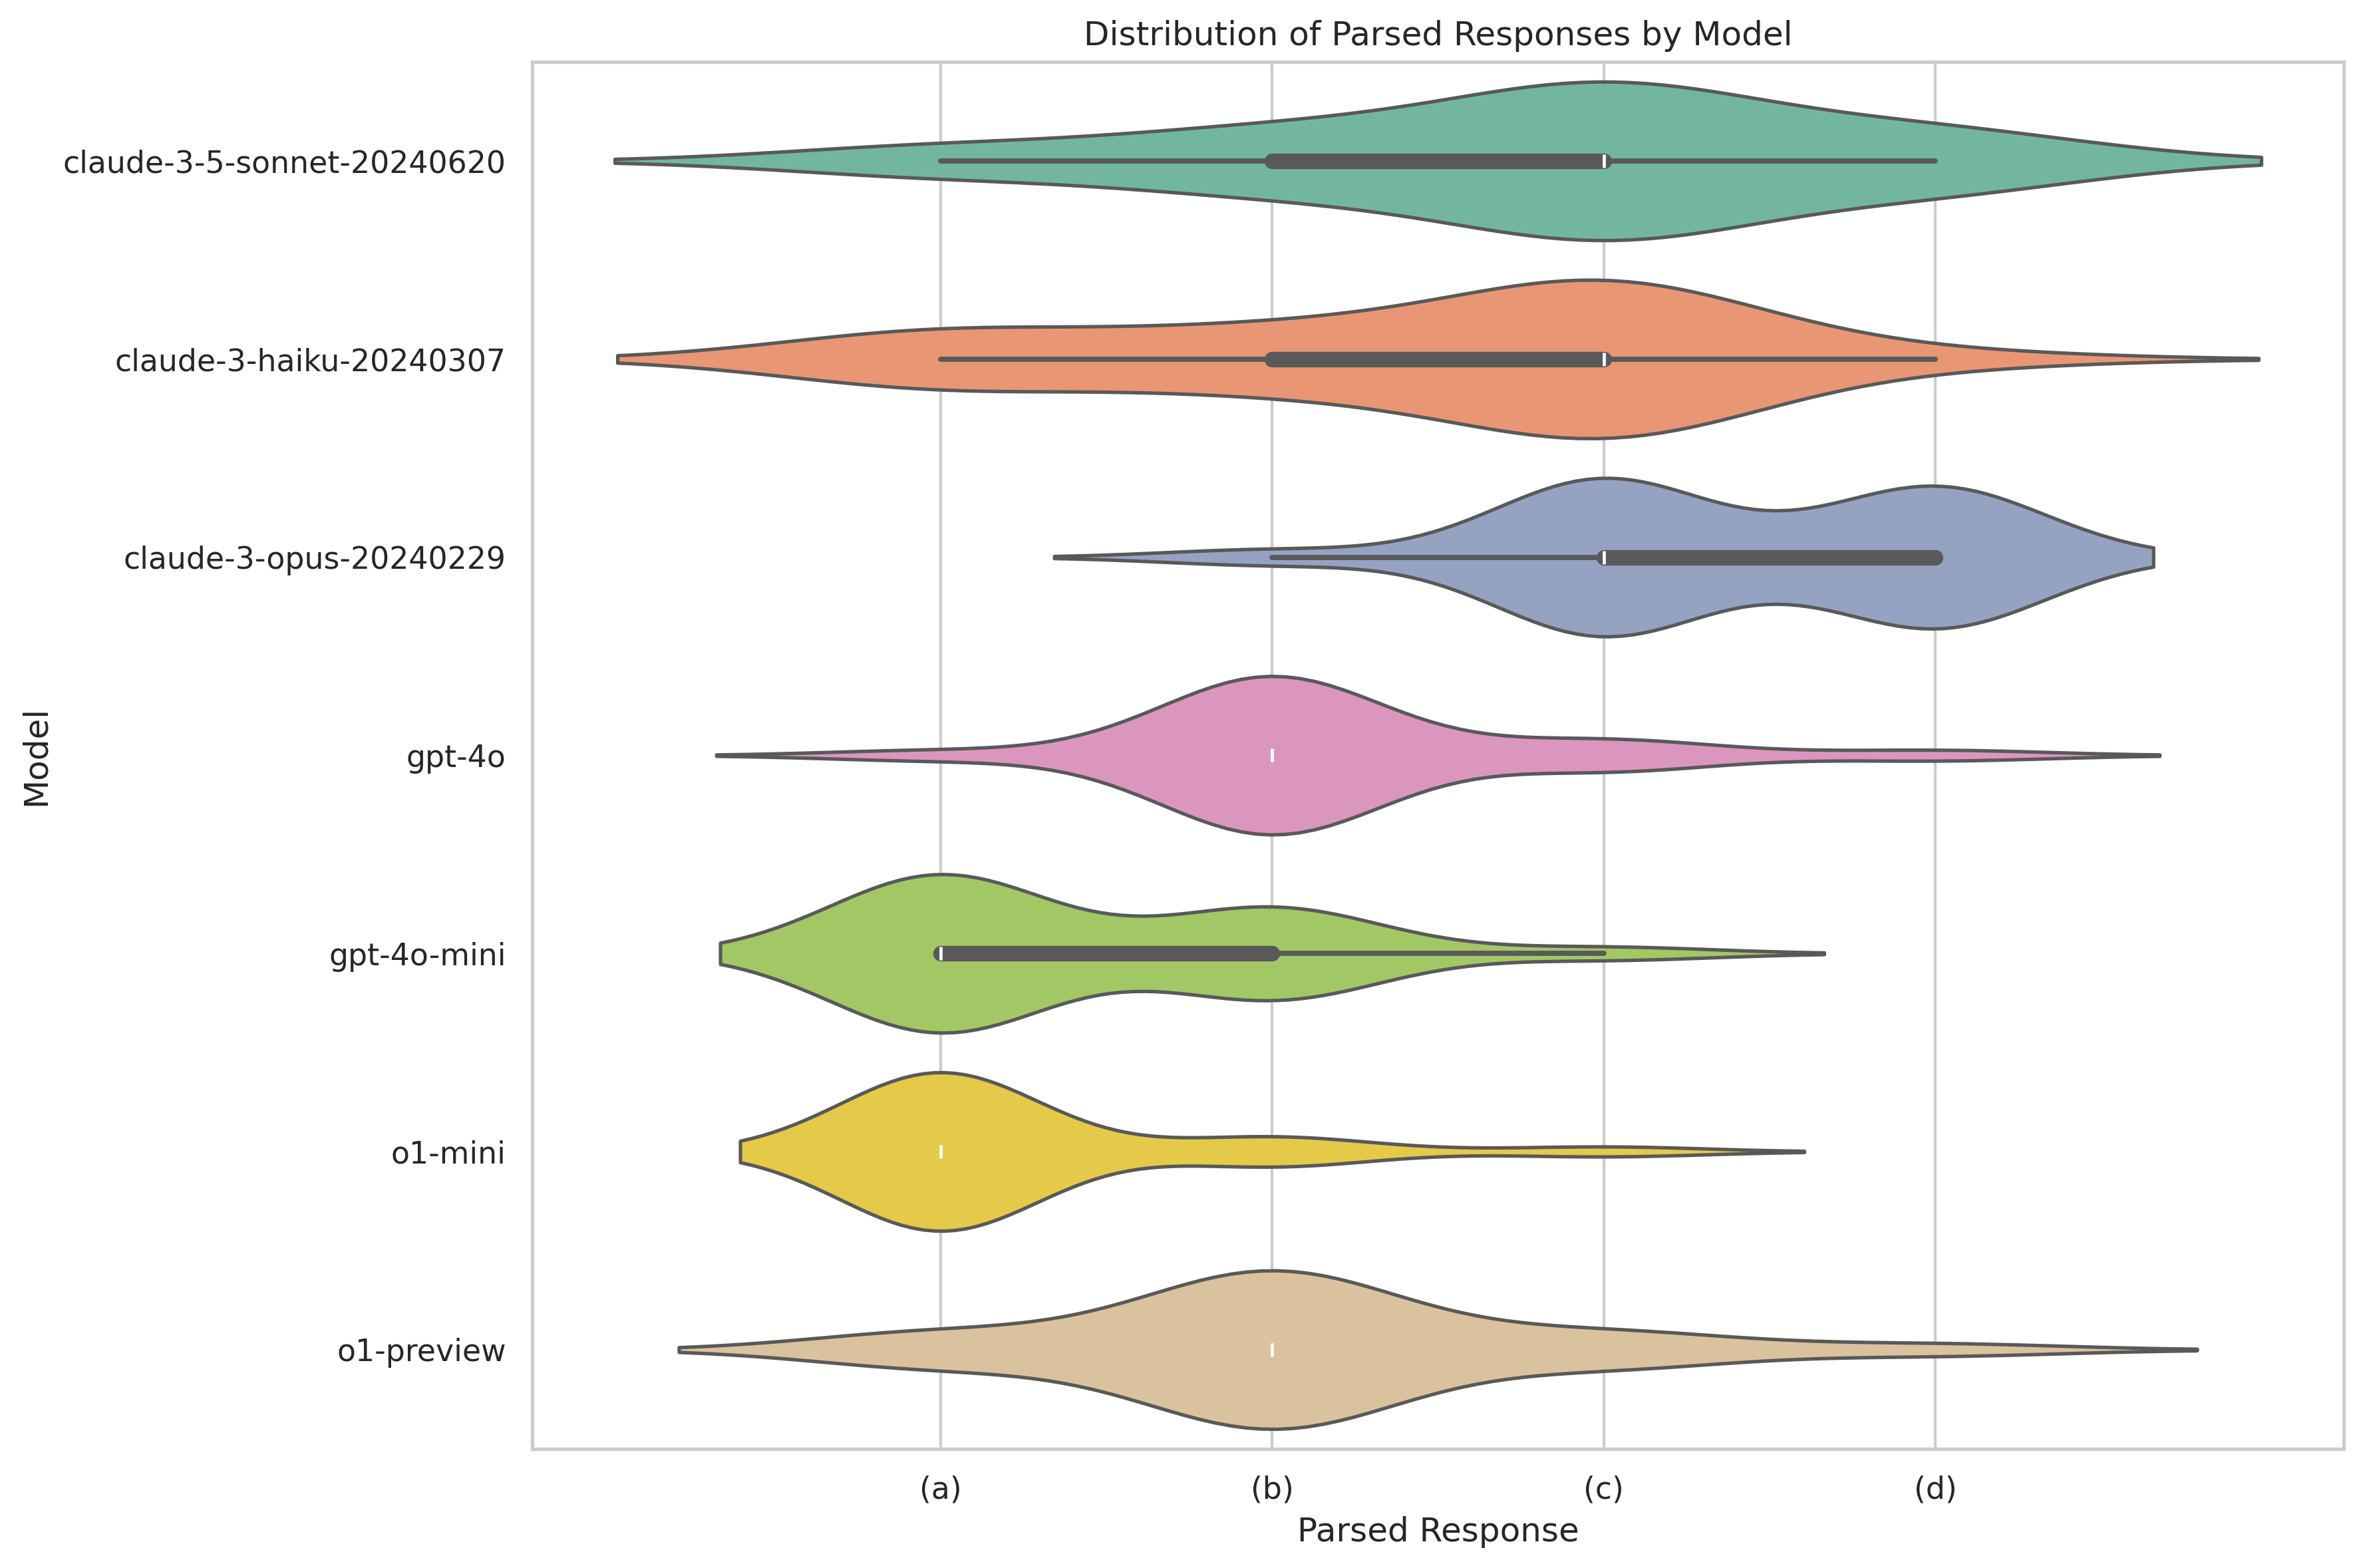 Distribution of Parsed Responses by Model
claude-3-5-sonnet-20240620
claude-3-haiku-20240307
claude-3-opus-20240229
gpt-4o
gpt-4o-mini
o1-mini
o1-preview
Model
(a)
(b)
(c)
(d)
Parsed Response